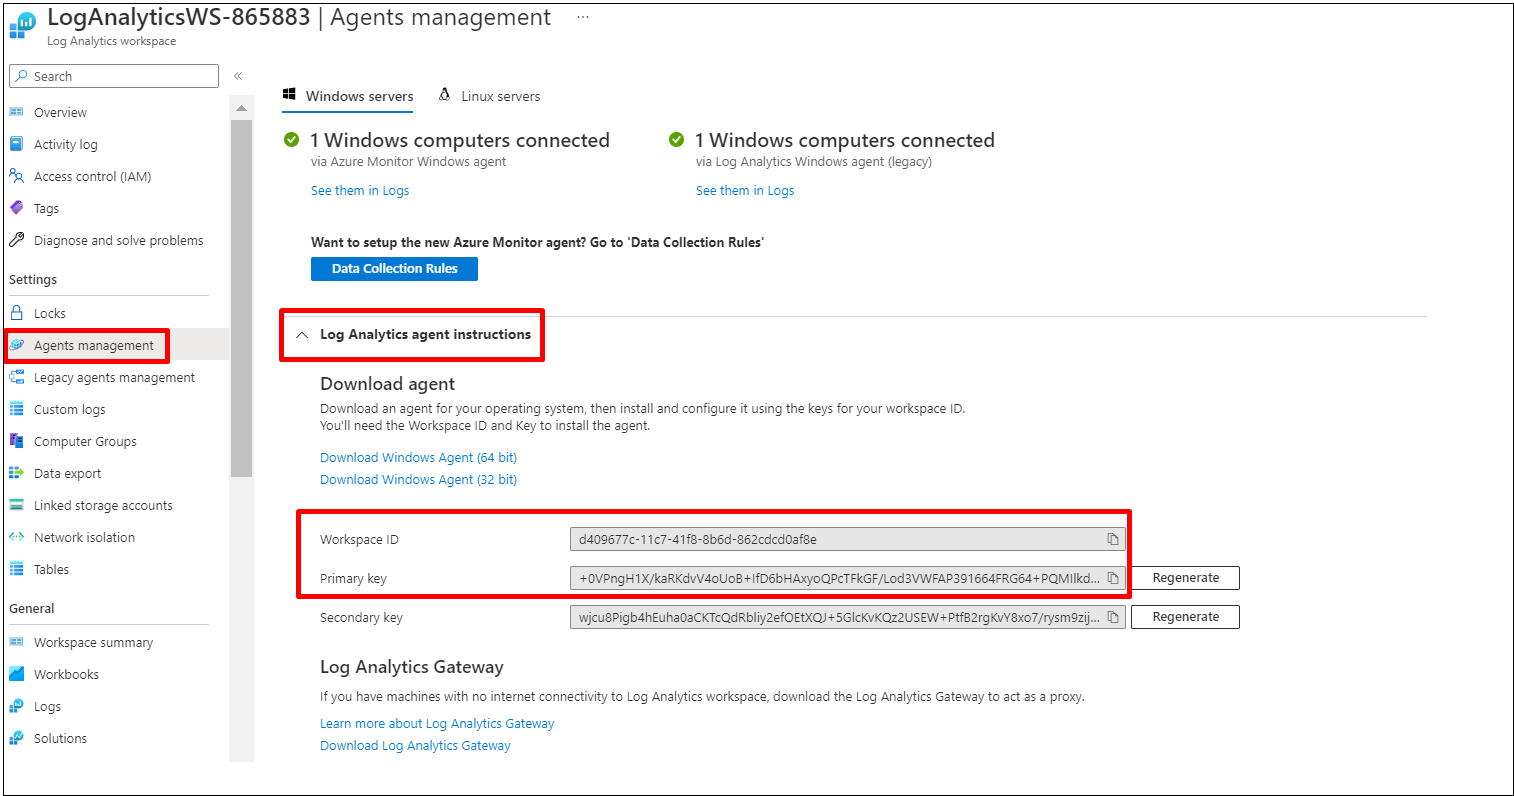 LogAnalyticsWS-865883 | Agents management ...
Log Analytics workspace
Search
«
Overview
Activity log
Access control (IAM)
Tags
Diagnose and solve problems
Settings
Locks
Agents management
Legacy agents management
Custom logs
Computer Groups
Data export
Linked storage accounts
Network isolation
Tables
General
Workspace summary
Workbooks
Logs
Solutions
Windows servers Linux servers
1 Windows computers connected
via Azure Monitor Windows agent
See them in Logs
1 Windows computers connected
via Log Analytics Windows agent (legacy)
See them in Logs
Want to setup the new Azure Monitor agent? Go to 'Data Collection Rules'
Data Collection Rules
Log Analytics agent instructions
Download agent
Download an agent for your operating system, then install and configure it using the keys for your workspace ID.
You'll need the Workspace ID and Key to install the agent.
Download Windows Agent (64 bit)
Download Windows Agent (32 bit)
Workspace ID d409677c-11c7-41f8-8b6d-862cdcd0af8e
Primary key +0VPngH1X/kaRKdvV4oUoB+IfD6bHAxyoQPcTFkGF/Lod3VWFAP391664FRG64+PQMIlkd... Regenerate
Secondary key wjcu8Pigb4hEuha0aCKTcQdRbliy2efOEtXQJ+5GlcKvKQz2USEW+PtfB2rgKvY8xo7/rysm9zij... Regenerate
Log Analytics Gateway
If you have machines with no internet connectivity to Log Analytics workspace, download the Log Analytics Gateway to act as a proxy.
Learn more about Log Analytics Gateway
Download Log Analytics Gateway